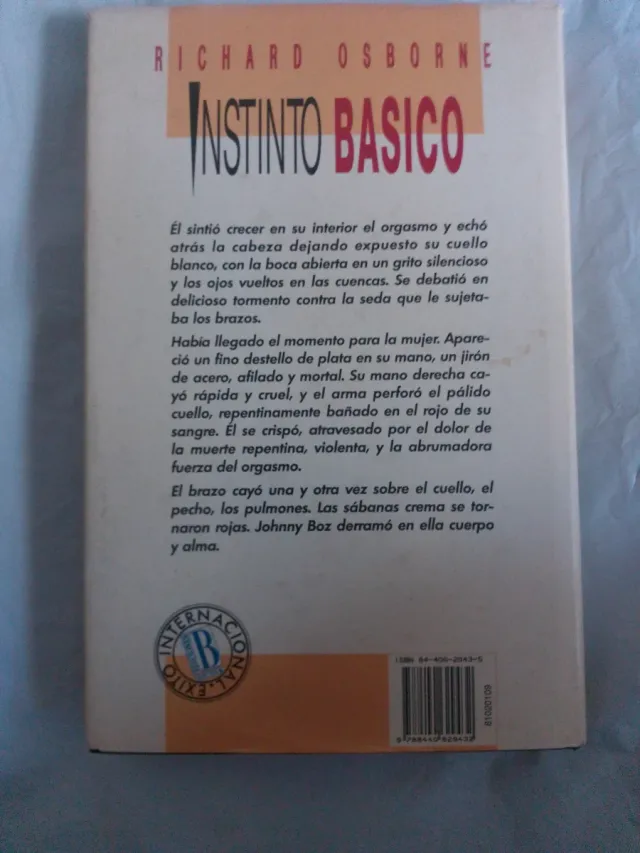 RICHARD OSBORNE
INSTINTO BASICO
Él sintió crecer en su interior el orgasmo y echó
atrás la cabeza dejando expuesto su cuello
blanco, con la boca abierta en un grito silencioso
y los ojos vueltos en las cuencas. Se debatió en
delicioso tormento contra la seda que le sujeta-
ba los brazos.
Había llegado el momento para la mujer. Apare-
ció un fino destello de plata en su mano, un jirón
de acero, afilado y mortal. Su mano derecha ca-
yó rápida y cruel, y el arma perforó el pálido
cuello, repentinamente bañado en el rojo de su
sangre. Él se crispó, atravesado por el dolor de
la muerte repentina, violenta, y la abrumadora
fuerza del orgasmo.
El brazo cayó una y otra vez sobre el cuello, el
pecho, los pulmones. Las sábanas crema se tor-
naron rojas. Johnny Boz derramó en ella cuerpo
y alma.
EXITO INTERNACIONAL
B
ISBN 84-406-2843-5
81020109